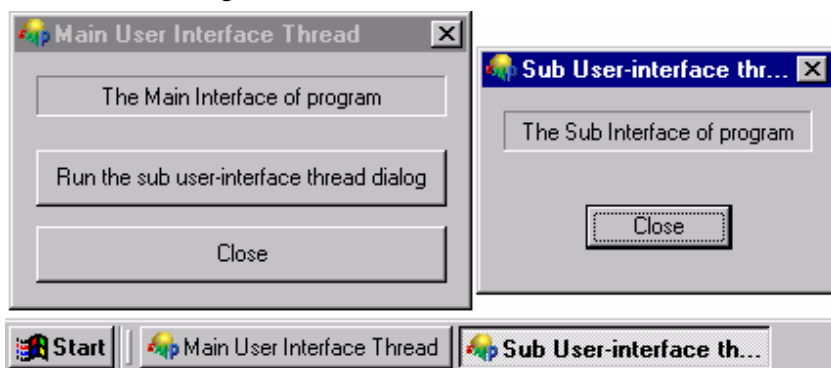 Main User Interface Thread
The Main Interface of program
Run the sub user-interface thread dialog
Close
Sub User-interface thr...
The Sub Interface of program
Close
Start
Main User Interface Thread
Sub User-interface th...